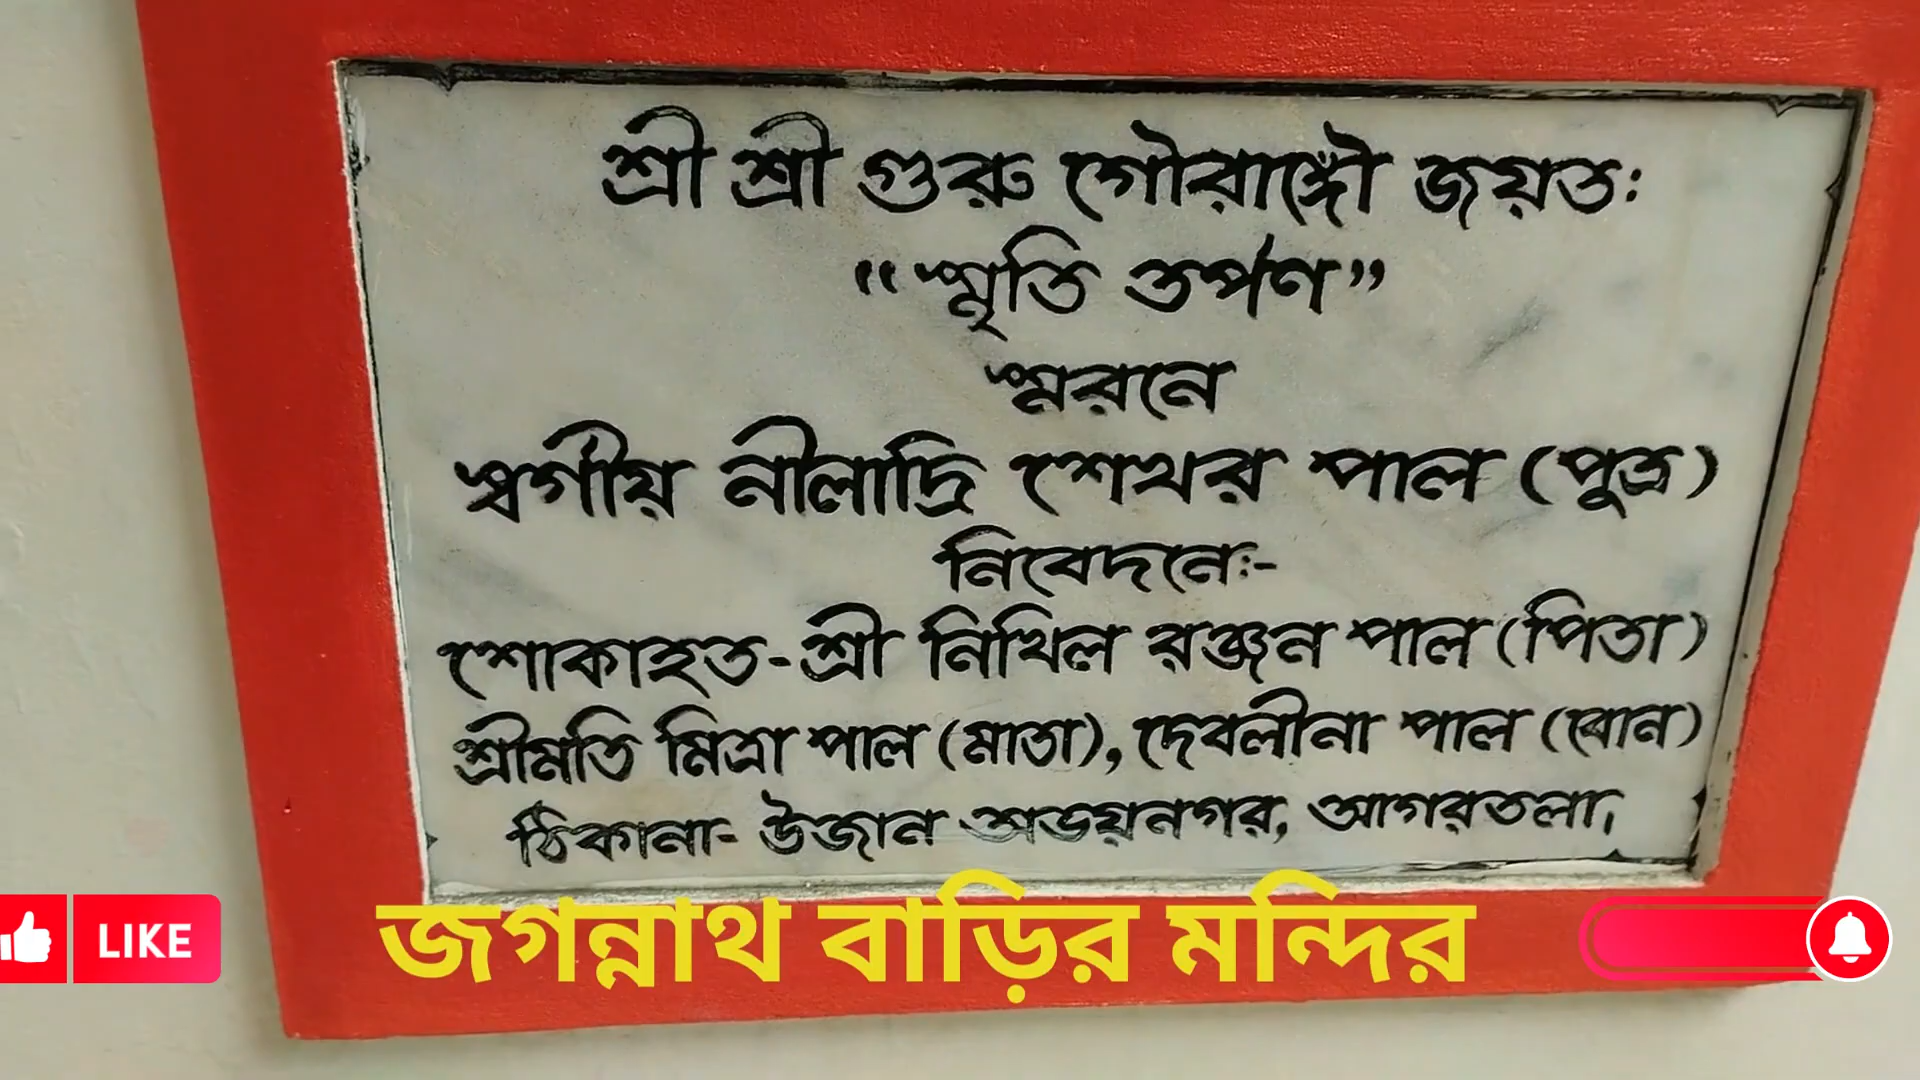 শ্রী শ্রী গুরু গৌরাঙ্গৌ জয়তঃ
“স্মৃতি তর্পণ”
স্মরনে
স্বর্গীয় নীলাদ্রি শেখর পাল (পুত্র)
নিবেদনেঃ-
শোকাহত-শ্রী নিখিল রঞ্জন পাল (পিতা)
শ্রীমতি মিত্রা পাল (মাতা), দেবলীনা পাল (বোন)
ঠিকানা- উজান অভয়নগর, আগরতলা,
LIKE
জগন্নাথ বাড়ির মন্দির